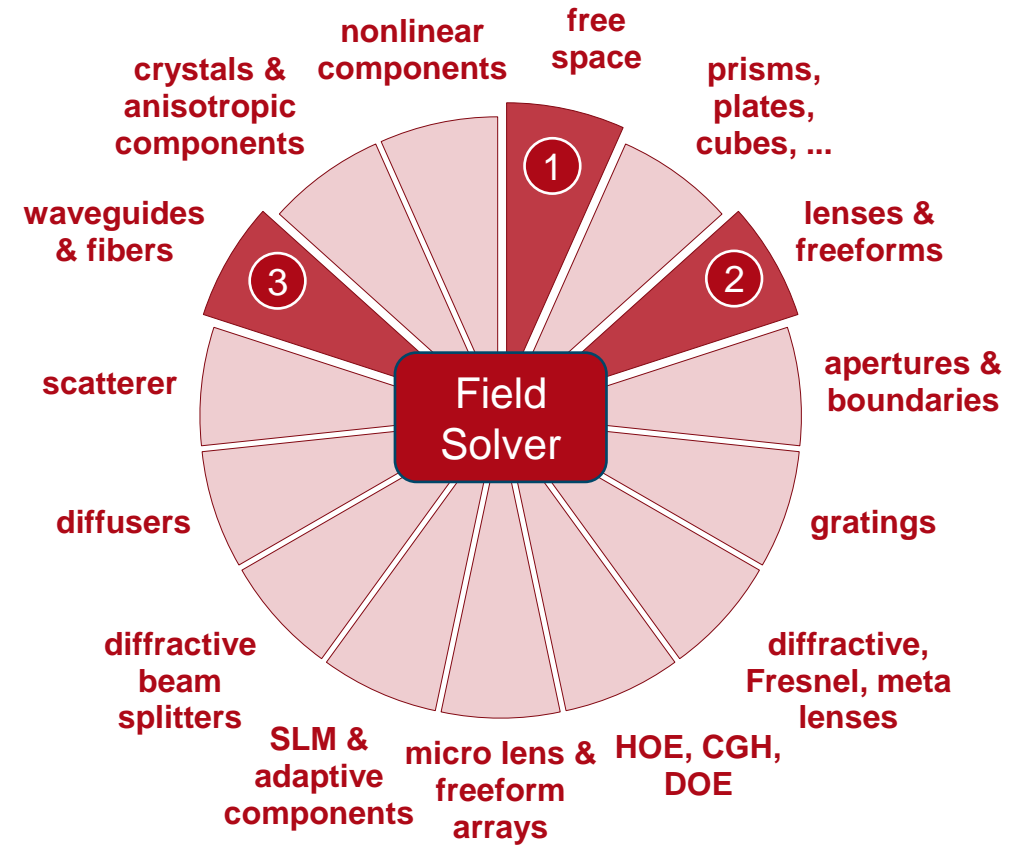 free
space
prisms,
plates,
cubes, ...
lenses &
freeforms
apertures &
boundaries
gratings
diffractive,
Fresnel, meta
lenses
HOE, CGH,
DOE
micro lens &
freeform
arrays
SLM &
adaptive
components
diffractive
beam
splitters
diffusers
scatterer
waveguides
& fibers
crystals &
anisotropic
components
nonlinear
components
1
2
3
Field
Solver